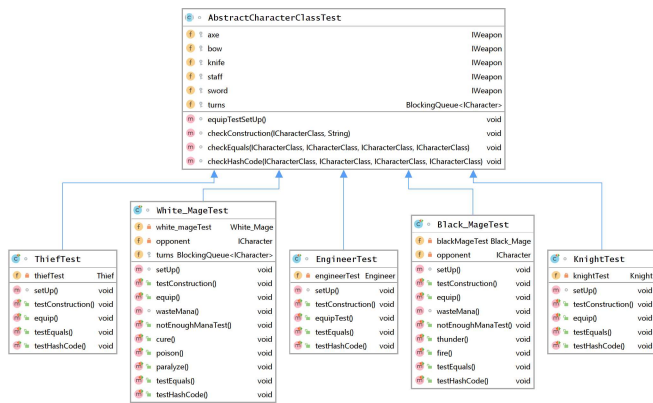 AbstractCharacterClassTest
axe IWeapon
bow IWeapon
knife IWeapon
staff IWeapon
sword IWeapon
turns BlockingQueue<ICharacter>
equipTestSetUp() void
checkConstruction(ICharacterClass, String) void
checkEquals(ICharacterClass, ICharacterClass, ICharacterClass, ICharacterClass) void
checkHashCode(ICharacterClass, ICharacterClass, ICharacterClass, ICharacterClass) void
ThiefTest
thiefTest Thief
setUp() void
testConstruction() void
equip() void
testEquals() void
testHashCode() void
White_MageTest
white_mageTest White_Mage
opponent ICharacter
turns BlockingQueue<ICharacter>
setUp() void
testConstruction() void
equip() void
wasteMana() void
notEnoughManaTest() void
cure() void
poison() void
paralyze() void
testEquals() void
testHashCode() void
EngineerTest
engineerTest Engineer
setUp() void
testConstruction() void
equipTest() void
testEquals() void
testHashCode() void
Black_MageTest
blackMageTest Black_Mage
opponent ICharacter
setUp() void
testConstruction() void
equip() void
wasteMana() void
notEnoughManaTest() void
thunder() void
fire() void
testEquals() void
testHashCode() void
KnightTest
knightTest Knight
setUp() void
testConstruction() void
equip() void
testEquals() void
testHashCode() void